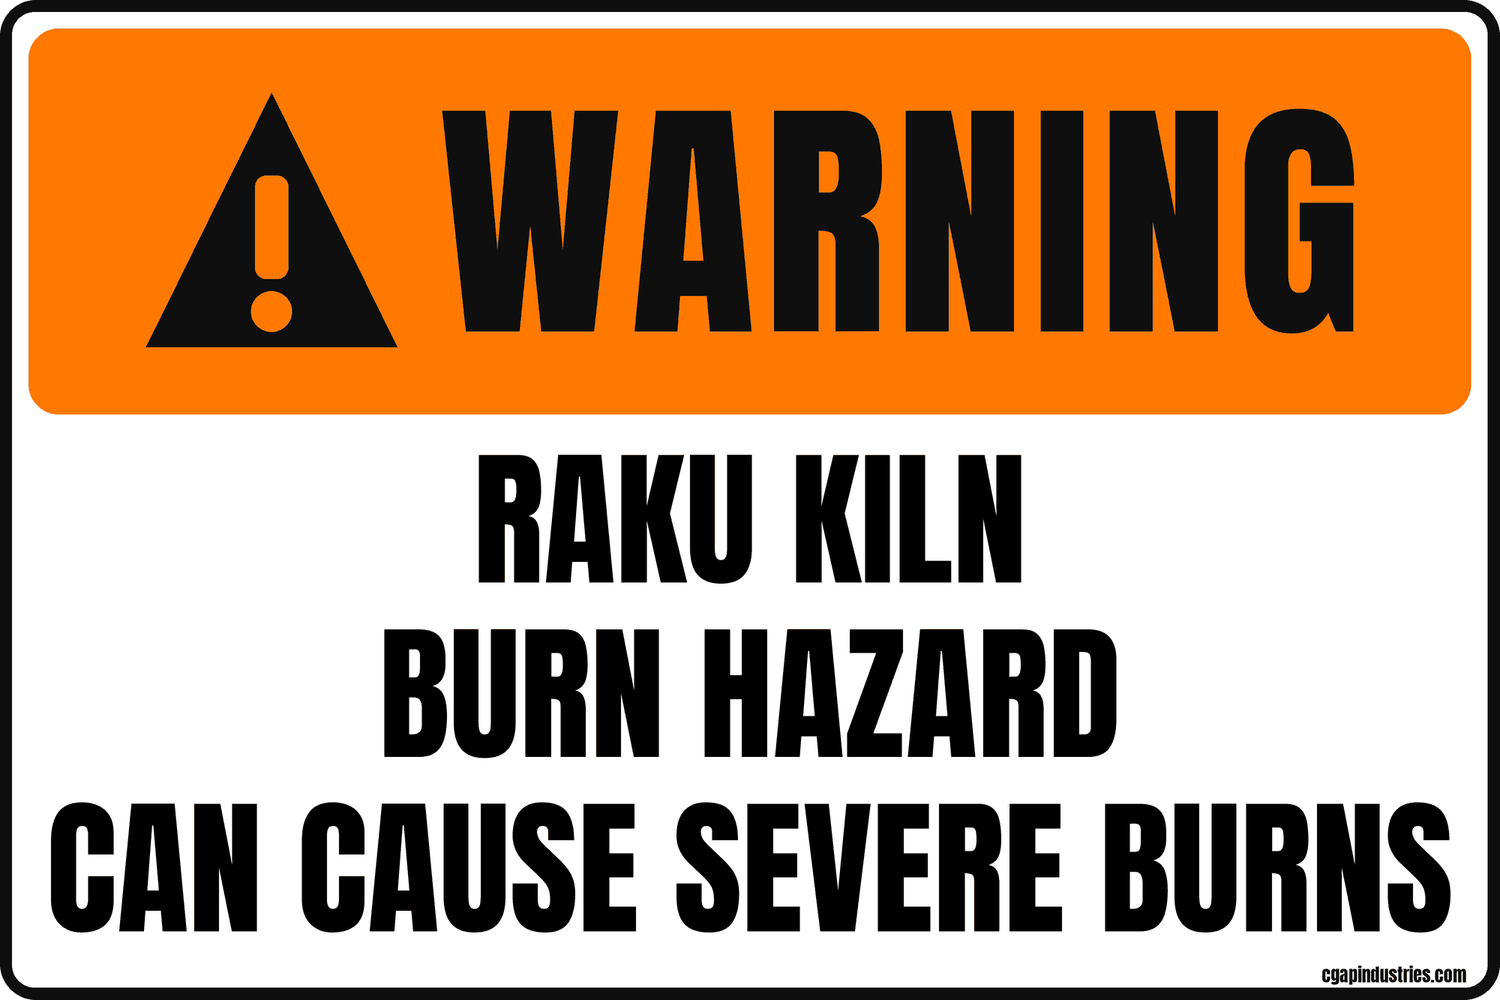 WARNING
RAKU KILN
BURN HAZARD
CAN CAUSE SEVERE BURNS
cgapindustries.com